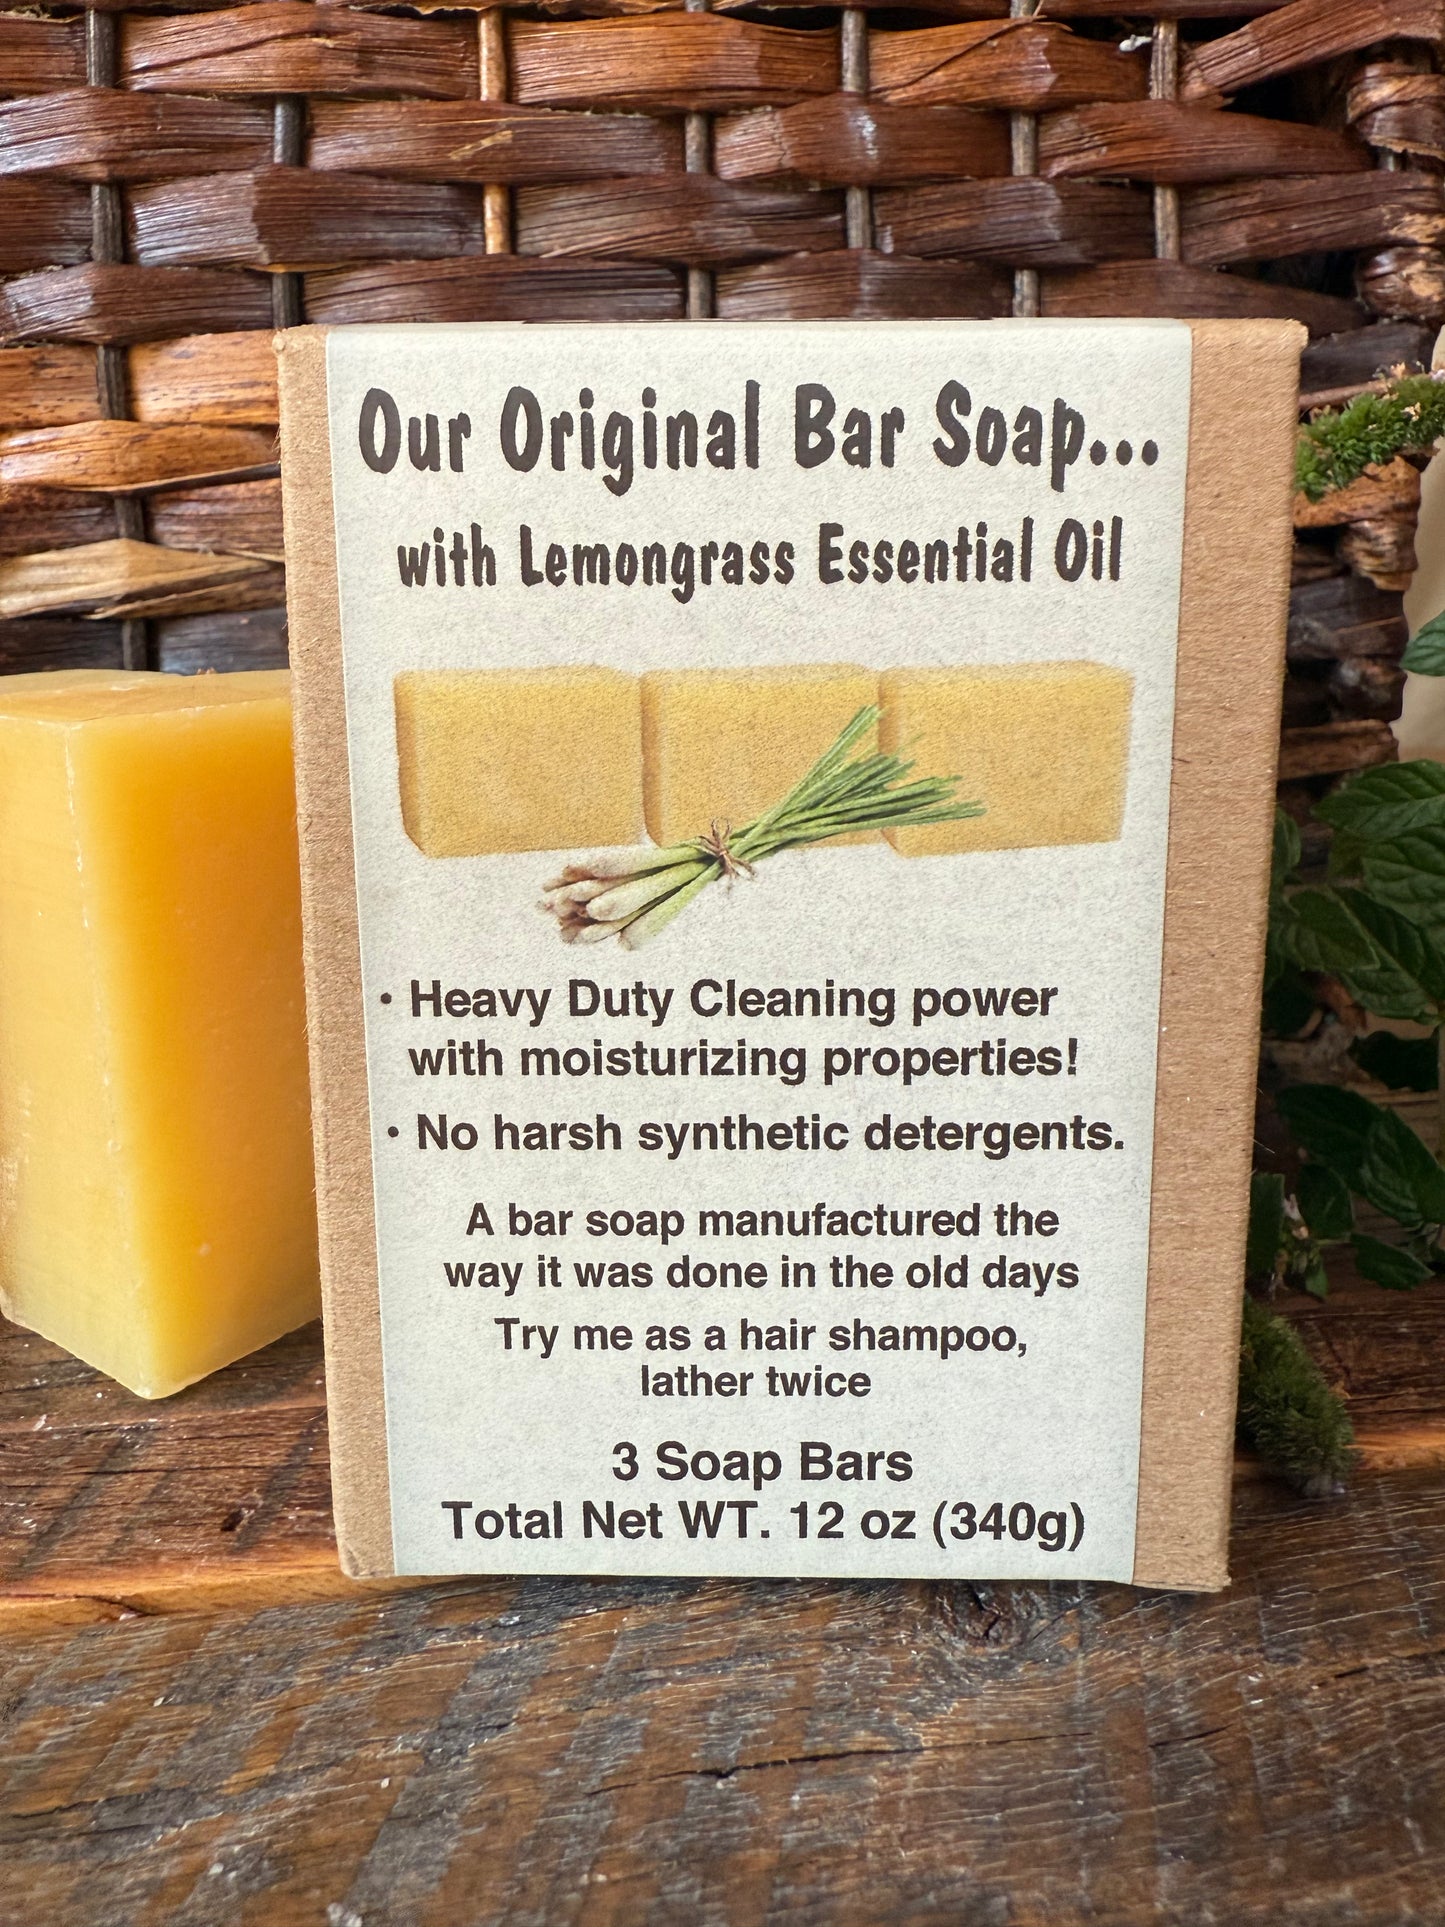 Our Original Bar Soap...
with Lemongrass Essential Oil
• Heavy Duty Cleaning power
with moisturizing properties!
• No harsh synthetic detergents.
A bar soap manufactured the
way it was done in the old days
Try me as a hair shampoo,
lather twice
3 Soap Bars
Total Net WT. 12 oz (340g)